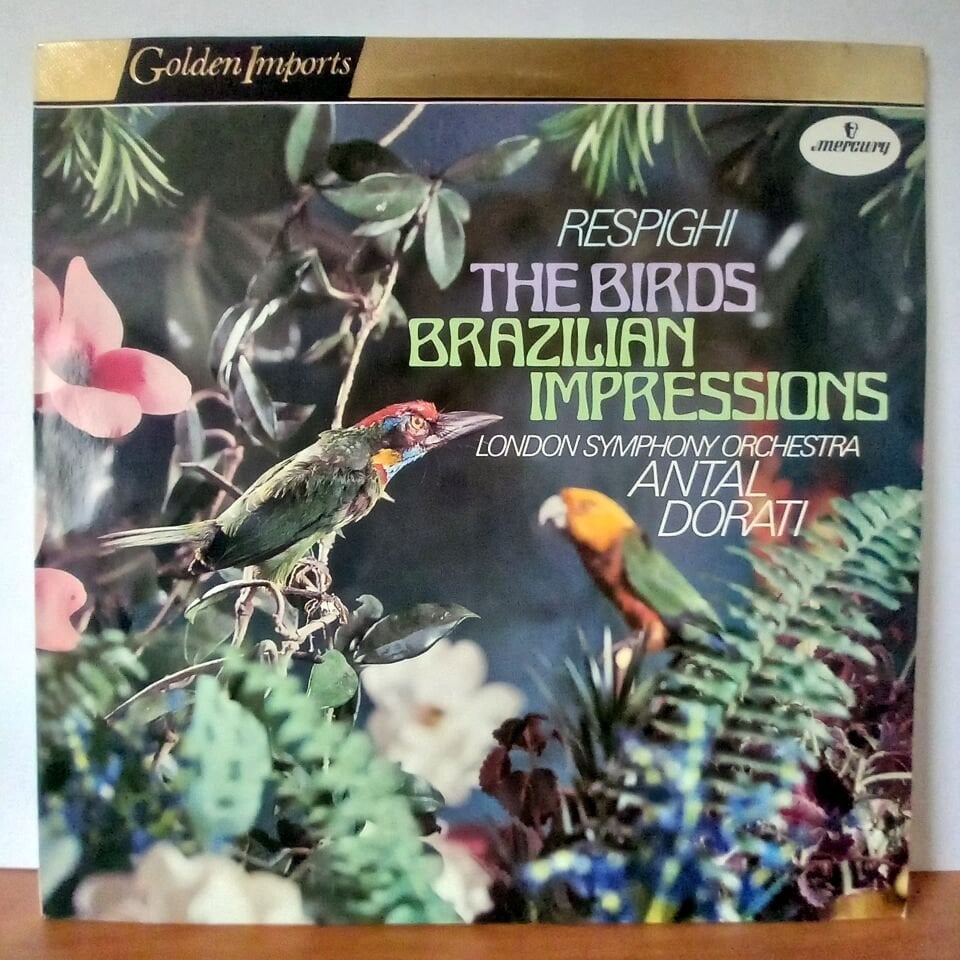 Golden Imports
mercury
RESPIGHI
THE BIRDS
BRAZILIAN
IMPRESSIONS
LONDON SYMPHONY ORCHESTRA
ANTAL
DORATI